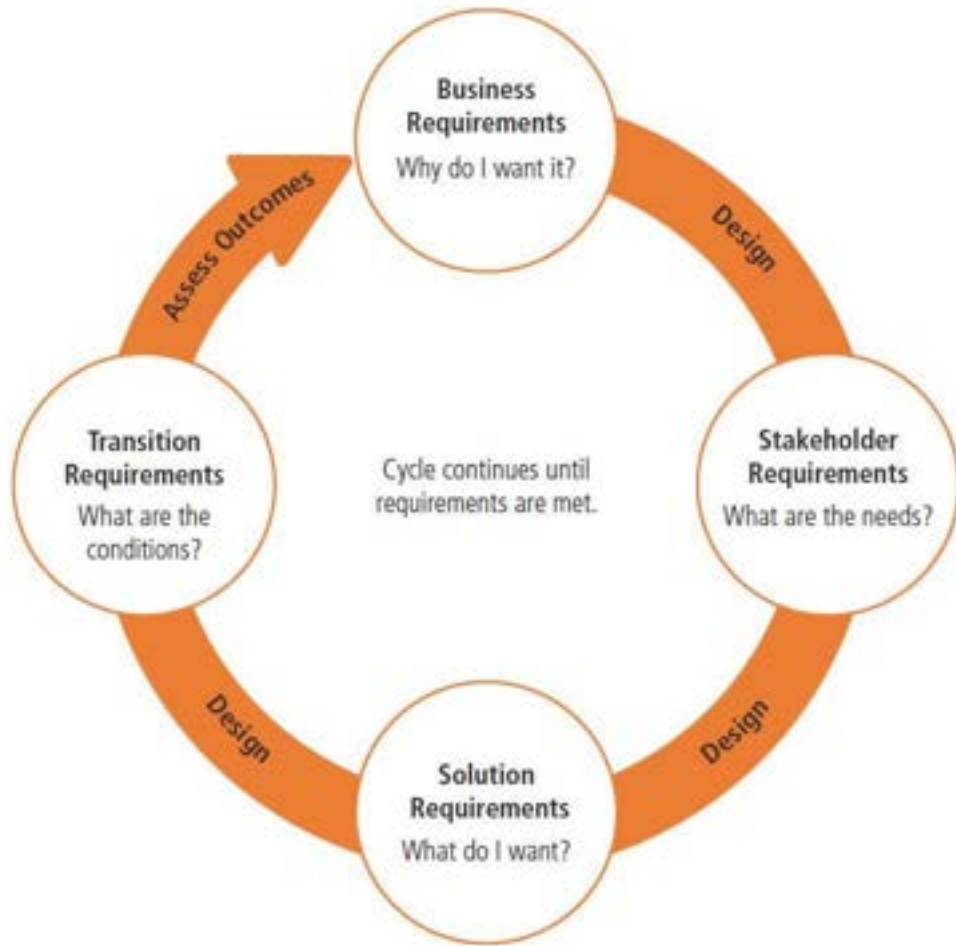 Business
Requirements
Why do I want it?
Design
Stakeholder
Requirements
What are the needs?
Design
Solution
Requirements
What do I want?
Design
Transition
Requirements
What are the
conditions?
Assess Outcomes
Cycle continues until
requirements are met.